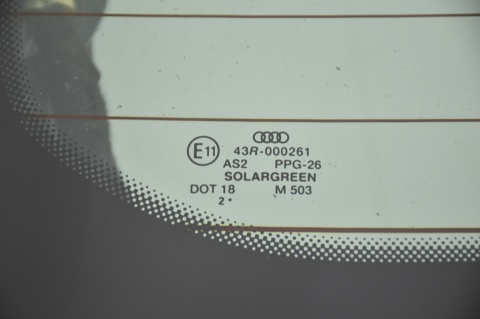 E11 43R-000261
AS2 PPG-26
SOLARGREEN
DOT 18 M 503
2•